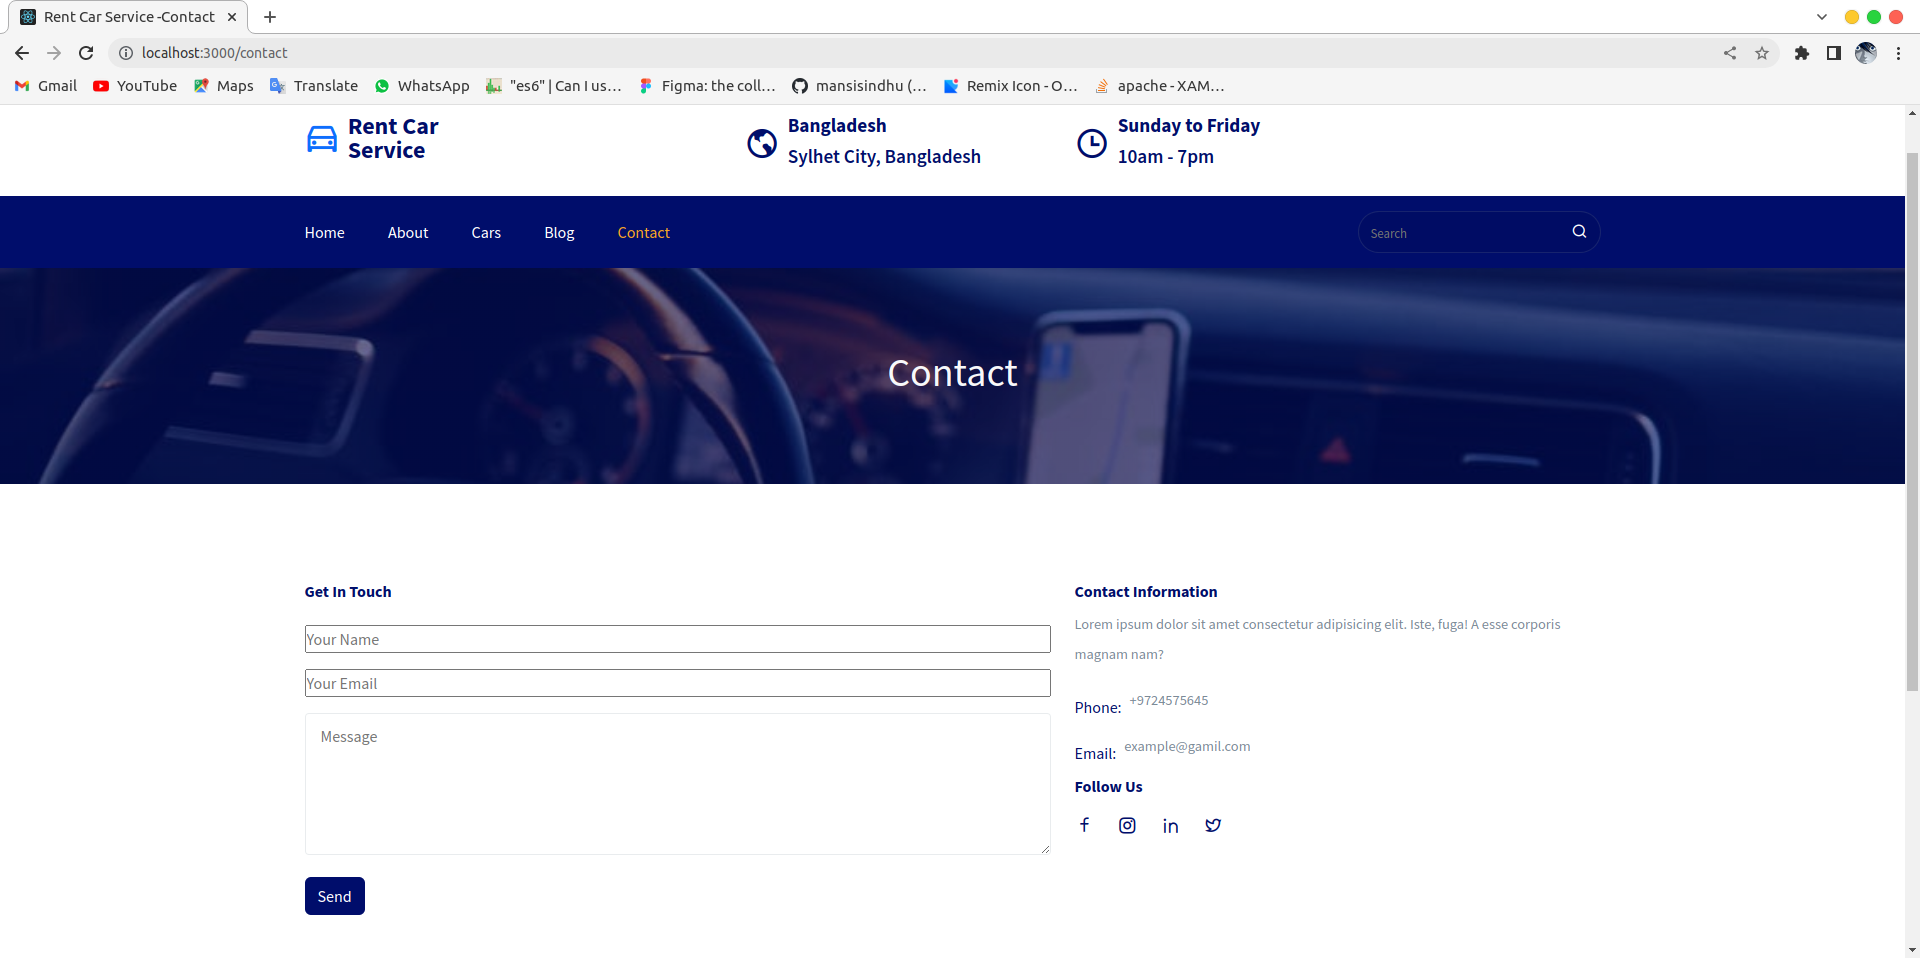 Rent Car Service -Contact
localhost:3000/contact
Gmail
YouTube
Maps
Translate
WhatsApp
"es6" | Can I us...
Figma: the coll...
mansisindhu (...
Remix Icon - O...
apache - XAM...
Rent Car
Service
Bangladesh
Sylhet City, Bangladesh
Sunday to Friday
10am - 7pm
Home
About
Cars
Blog
Contact
Search
Contact
Get In Touch
Your Name
Your Email
Message
Send
Contact Information
Lorem ipsum dolor sit amet consectetur adipisicing elit. Iste, fuga! A esse corporis
magnam nam?
Phone: +9724575645
Email: example@gamil.com
Follow Us